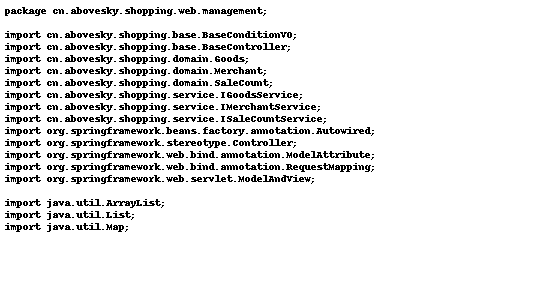 package cn.abovesky.shopping.web.management;

import cn.abovesky.shopping.base.BaseConditionVO;
import cn.abovesky.shopping.base.BaseController;
import cn.abovesky.shopping.domain.Goods;
import cn.abovesky.shopping.domain.Merchant;
import cn.abovesky.shopping.domain.SaleCount;
import cn.abovesky.shopping.service.IGoodsService;
import cn.abovesky.shopping.service.IMerchantService;
import cn.abovesky.shopping.service.ISaleCountService;
import org.springframework.beans.factory.annotation.Autowired;
import org.springframework.stereotype.Controller;
import org.springframework.web.bind.annotation.ModelAttribute;
import org.springframework.web.bind.annotation.RequestMapping;
import org.springframework.web.servlet.ModelAndView;

import java.util.ArrayList;
import java.util.List;
import java.util.Map;